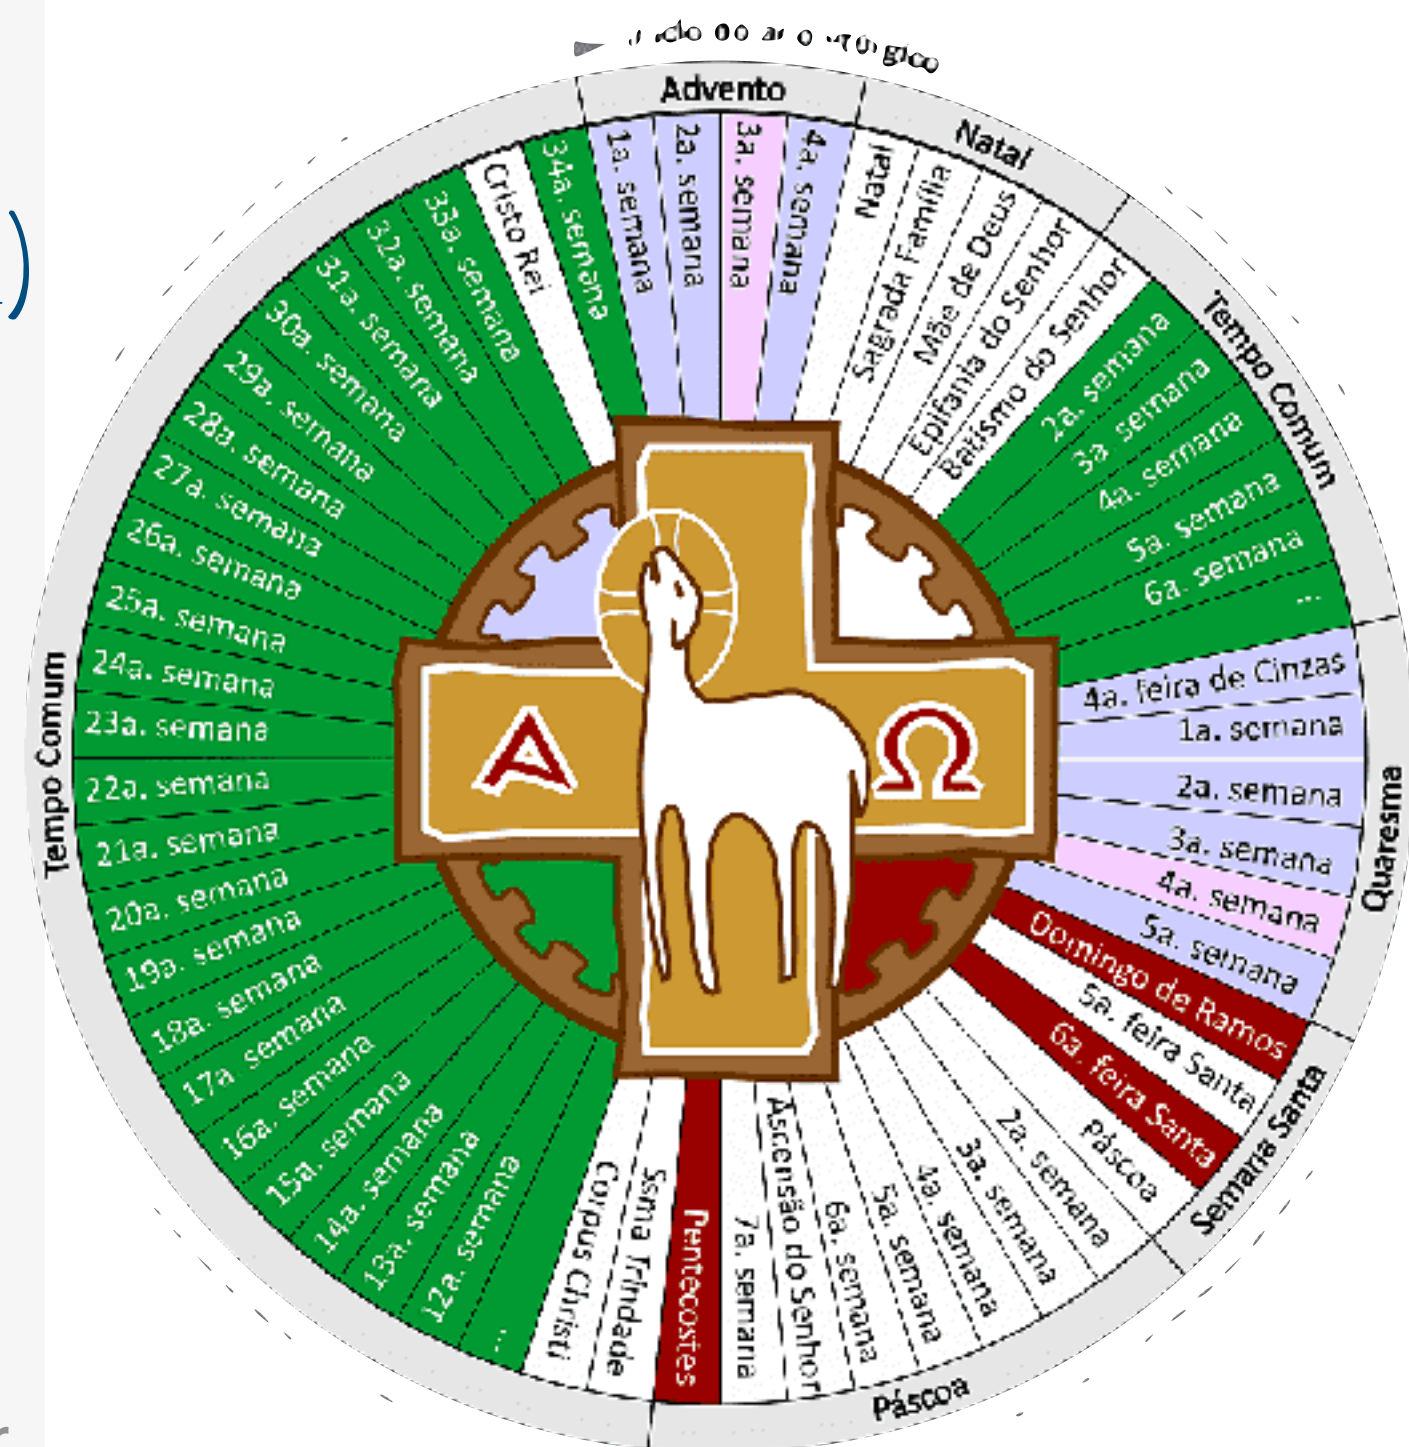 Advento
1a. semana
2a. semana
3a. semana
4a. semana
Natal
Natal
Sagrada Família
Mãe de Deus
Epifania do Senhor
Batismo do Senhor
Tempo Comum
2a. semana
3a. semana
4a. semana
5a. semana
6a. semana
...
Quaresma
4a. feira de Cinzas
1a. semana
2a. semana
3a. semana
4a. semana
5a. semana
Semana Santa
Domingo de Ramos
5a. feira Santa
6a. feira Santa
Páscoa
Páscoa
2a. semana
3a. semana
4a. semana
5a. semana
6a. semana
Ascensão do Senhor
7a. semana
Pentecostes
Tempo Comum
Ssma Trindade
Corpus Christi
...
12a. semana
13a. semana
14a. semana
15a. semana
16a. semana
17a. semana
18a. semana
19a. semana
20a. semana
21a. semana
22a. semana
23a. semana
24a. semana
25a. semana
26a. semana
27a. semana
28a. semana
29a. semana
30a. semana
31a. semana
32a. semana
33a. semana
Cristo Rei
34a. semana
Α
Ω